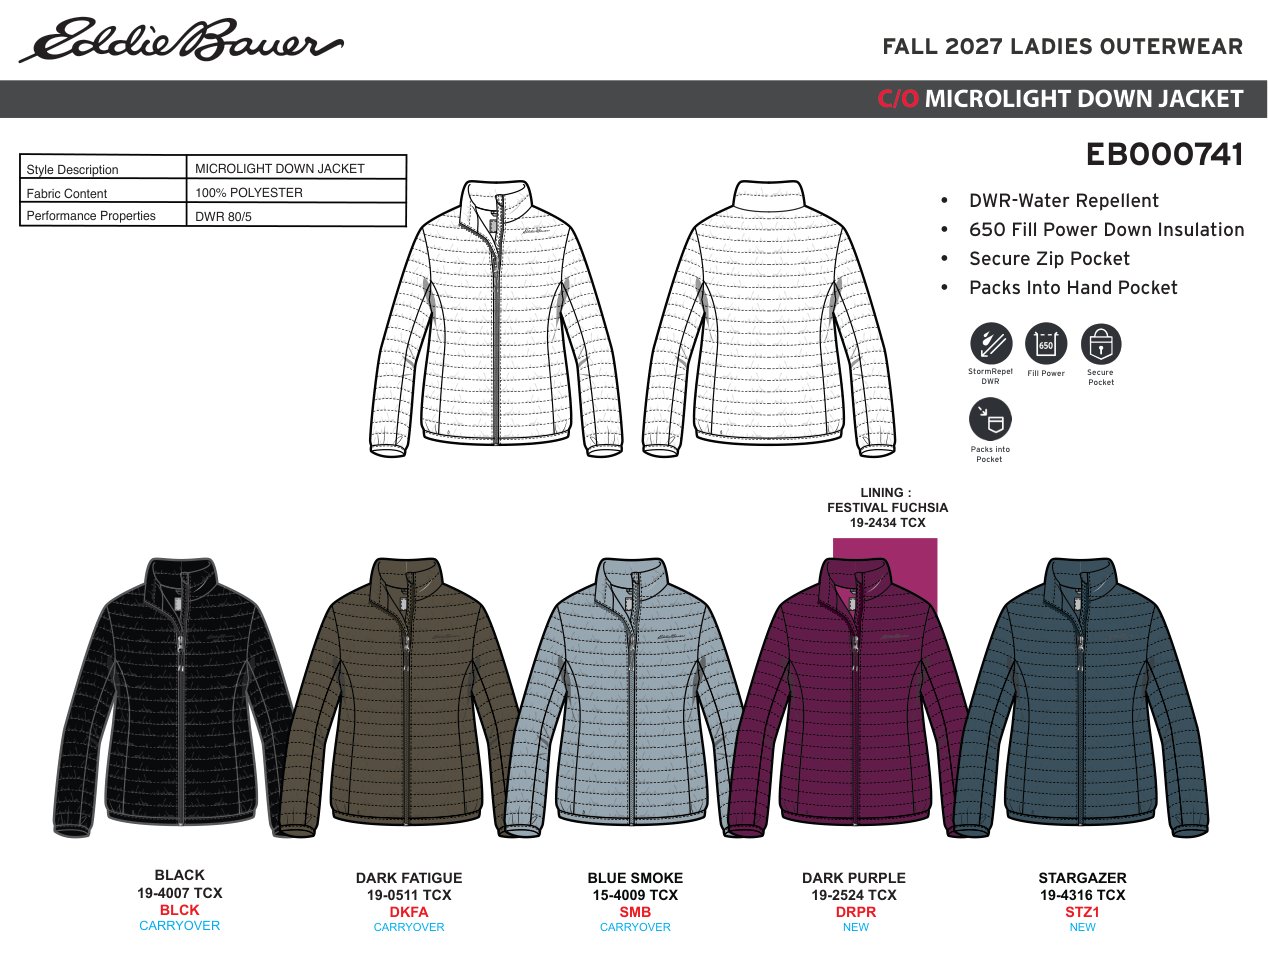 Eddie Bauer
FALL 2027 LADIES OUTERWEAR
C/O MICROLIGHT DOWN JACKET
EB000741
Style Description MICROLIGHT DOWN JACKET
Fabric Content 100% POLYESTER
Performance Properties DWR 80/5
• DWR-Water Repellent
• 650 Fill Power Down Insulation
• Secure Zip Pocket
• Packs Into Hand Pocket
650
StormRepel
DWR
Fill Power
Secure
Pocket
Packs into
Pocket
LINING :
FESTIVAL FUCHSIA
19-2434 TCX
BLACK
19-4007 TCX
BLCK
CARRYOVER
DARK FATIGUE
19-0511 TCX
DKFA
CARRYOVER
BLUE SMOKE
15-4009 TCX
SMB
CARRYOVER
DARK PURPLE
19-2524 TCX
DRPR
NEW
STARGAZER
19-4316 TCX
STZ1
NEW